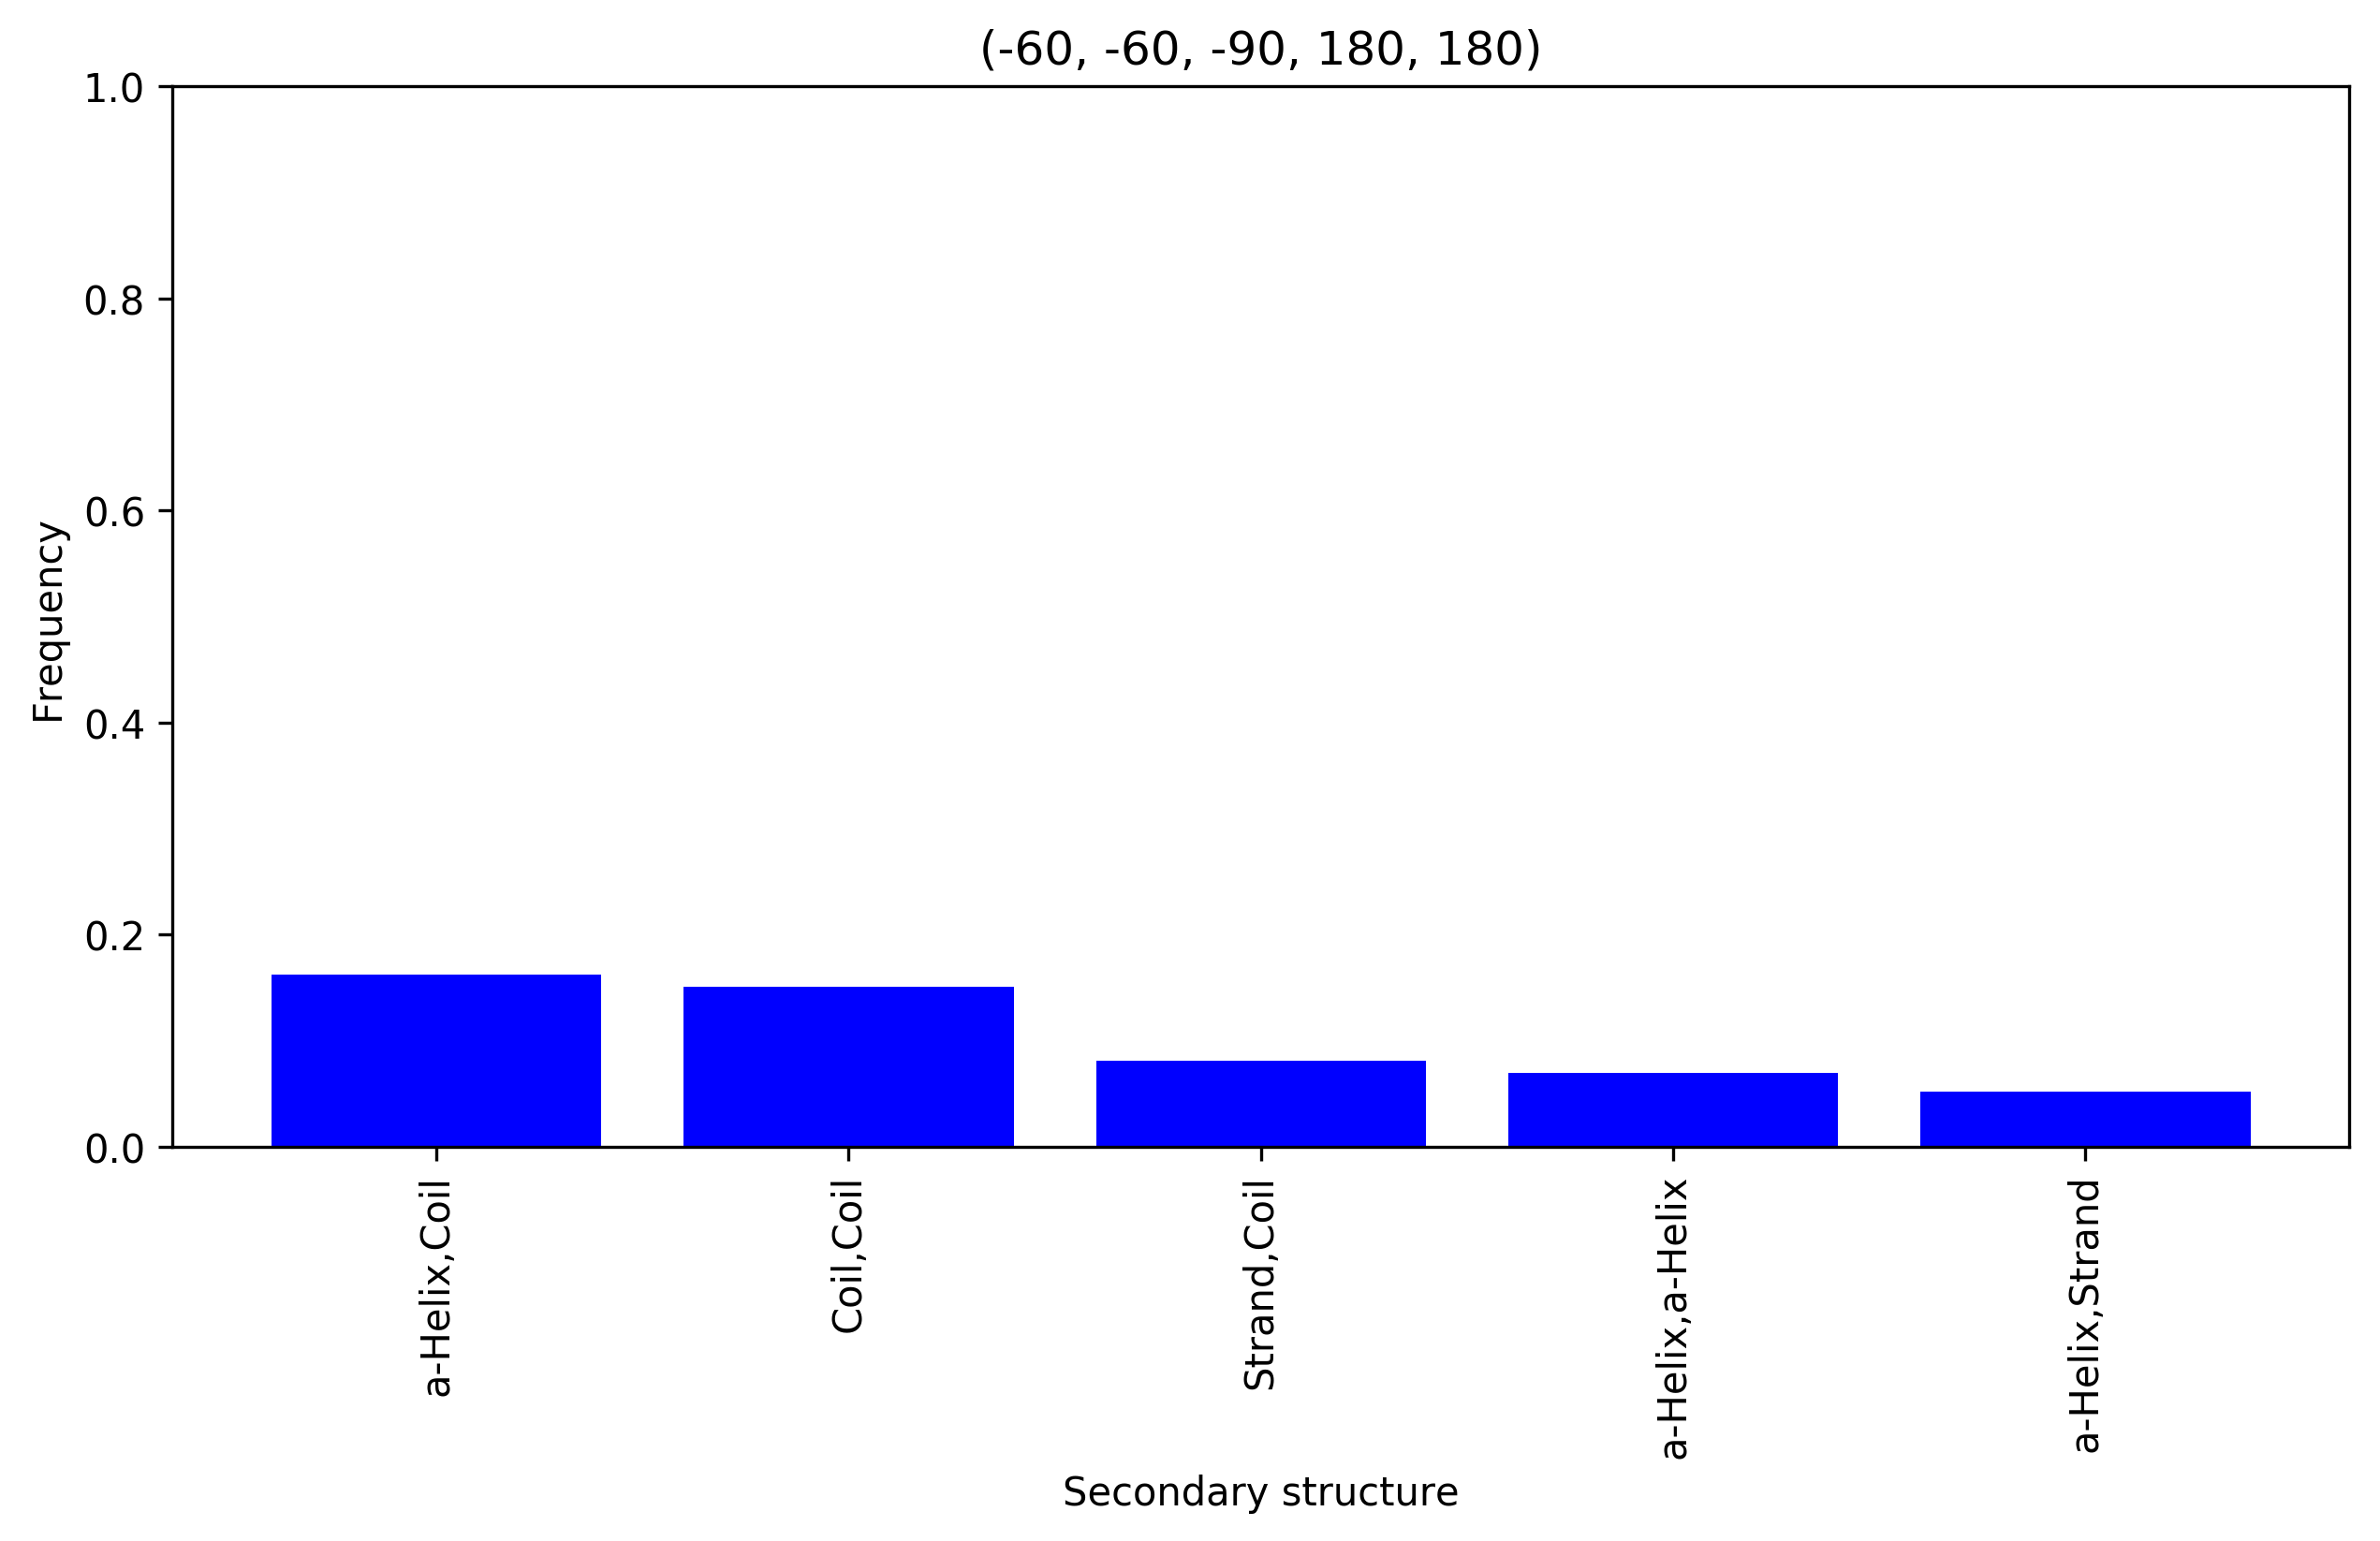 (-60, -60, -90, 180, 180)
1.0
0.8
0.6
0.4
0.2
0.0
Frequency
a-Helix,Coil
Coil,Coil
Strand,Coil
a-Helix,a-Helix
a-Helix,Strand
Secondary structure